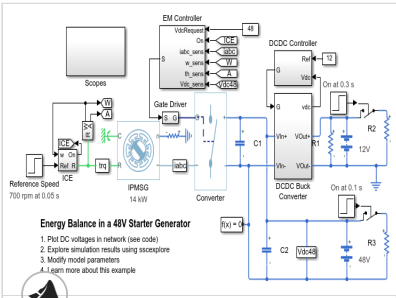 EM Controller
VdcRequest
48
On
ICE
iabc_sens
iabc
w_sens
W
th_sens
A
Vdc_sens
Vdc48
S
DCDC Controller
Ref
12
Vdc
G
Scopes
On at 0.3 s
Gate Driver
S G
G
vdc
W
A
ICE
w On
Ref R
ICE
trq
C
R
iabc
IPMSG
14 kW
Converter
C1
VIn+
VOut+
VIn-
VOut-
R1
12V
R2
DCDC Buck
Converter
Reference Speed
700 rpm at 0.05 s
On at 0.1 s
f(x) = 0
C2
Vdc48
48V
R3
Energy Balance in a 48V Starter Generator
1. Plot DC voltages in network (see code)
2. Explore simulation results using sscexplore
3. Modify model parameters
4. Learn more about this example